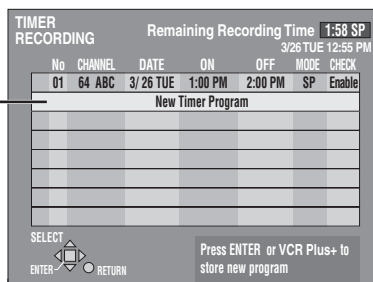 TIMER RECORDING
Remaining Recording Time 1:58 SP
3/26 TUE 12:55 PM
No CHANNEL DATE ON OFF MODE CHECK
01 64 ABC 3/ 26 TUE 1:00 PM 2:00 PM SP Enable
New Timer Program
SELECT
ENTER RETURN
Press ENTER or VCR Plus+ to
store new program